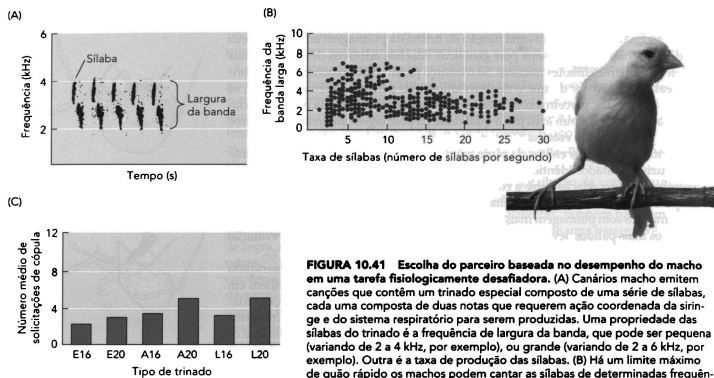 (A)
6
4
2
Frequência (kHz)
Sílaba
Largura
da banda
Tempo (s)
(B)
Frequência da
banda larga (kHz)
10
8
6
4
2
0
5 10 15 20 25 30
Taxa de sílabas (número de sílabas por segundo)
(C)
Número médio de
solicitações de cópula
12
8
4
0
E16 E20 A16 A20 L16 L20
Tipo de trinado
FIGURA 10.41 Escolha do parceiro baseada no desempenho do macho
em uma tarefa fisiologicamente desafiadora. (A) Canários macho emitem
canções que contêm um trinado especial composto de uma série de sílabas,
cada uma composta de duas notas que requerem ação coordenada da sirin-
ge e do sistema respiratório para serem produzidas. Uma propriedade das
sílabas do trinado é a frequência de largura da banda, que pode ser pequena
(variando de 2 a 4 kHz, por exemplo), ou grande (variando de 2 a 6 kHz, por
exemplo). Outra é a taxa de produção das sílabas. (B) Há um limite máximo
de quão rápido os machos podem cantar as sílabas de determinadas frequên-